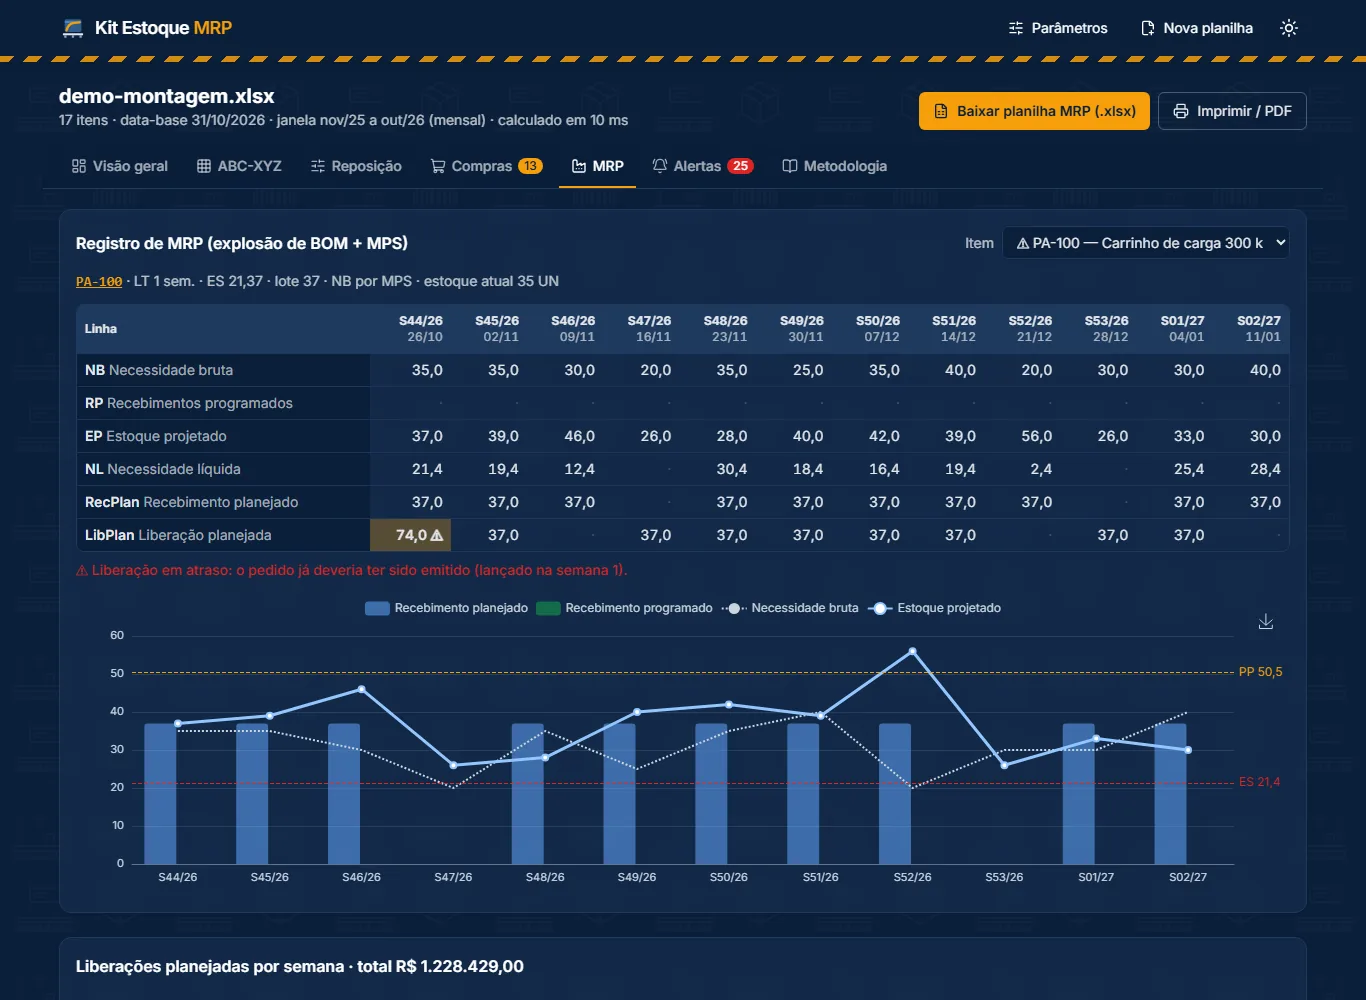 Kit Estoque MRP
Parâmetros
Nova planilha
demo-montagem.xlsx
17 itens · data-base 31/10/2026 · janela nov/25 a out/26 (mensal) · calculado em 10 ms
Baixar planilha MRP (.xlsx)
Imprimir / PDF
Visão geral
ABC-XYZ
Reposição
Compras 13
MRP
Alertas 25
Metodologia
Registro de MRP (explosão de BOM + MPS)
Item
⚠ PA-100 — Carrinho de carga 300 k
PA-100 · LT 1 sem. · ES 21,37 · lote 37 · NB por MPS · estoque atual 35 UN
Linha S44/26 S45/26 S46/26 S47/26 S48/26 S49/26 S50/26 S51/26 S52/26 S53/26 S01/27 S02/27
26/10 02/11 09/11 16/11 23/11 30/11 07/12 14/12 21/12 28/12 04/01 11/01
NB Necessidade bruta 35,0 35,0 30,0 20,0 35,0 25,0 35,0 40,0 20,0 30,0 30,0 40,0
RP Recebimentos programados · · · · · · · · · · · ·
EP Estoque projetado 37,0 39,0 46,0 26,0 28,0 40,0 42,0 39,0 56,0 26,0 33,0 30,0
NL Necessidade líquida 21,4 19,4 12,4 · 30,4 18,4 16,4 19,4 2,4 · 25,4 28,4
RecPlan Recebimento planejado 37,0 37,0 37,0 · 37,0 37,0 37,0 37,0 37,0 · 37,0 37,0
LibPlan Liberação planejada 74,0 ⚠ 37,0 · 37,0 37,0 37,0 37,0 37,0 · 37,0 37,0 ·
⚠ Liberação em atraso: o pedido já deveria ter sido emitido (lançado na semana 1).
Recebimento planejado Recebimento programado Necessidade bruta Estoque projetado
60
50
40
30
20
10
0
PP 50,5
ES 21,4
S44/26 S45/26 S46/26 S47/26 S48/26 S49/26 S50/26 S51/26 S52/26 S53/26 S01/27 S02/27
Liberações planejadas por semana · total R$ 1.228.429,00